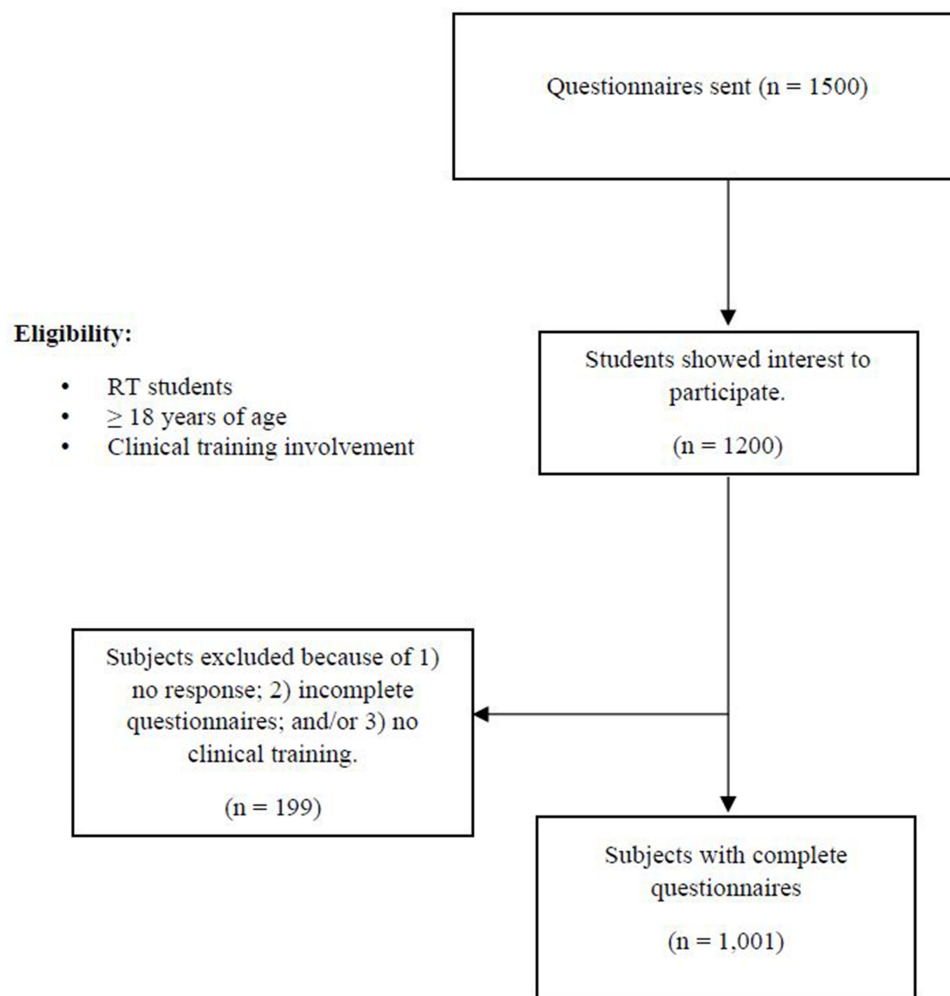 Questionnaires sent (n = 1500)
Eligibility:
• RT students
• ≥ 18 years of age
• Clinical training involvement
Students showed interest to
participate.
(n = 1200)
Subjects excluded because of 1)
no response; 2) incomplete
questionnaires; and/or 3) no
clinical training.
(n = 199)
Subjects with complete
questionnaires
(n = 1,001)